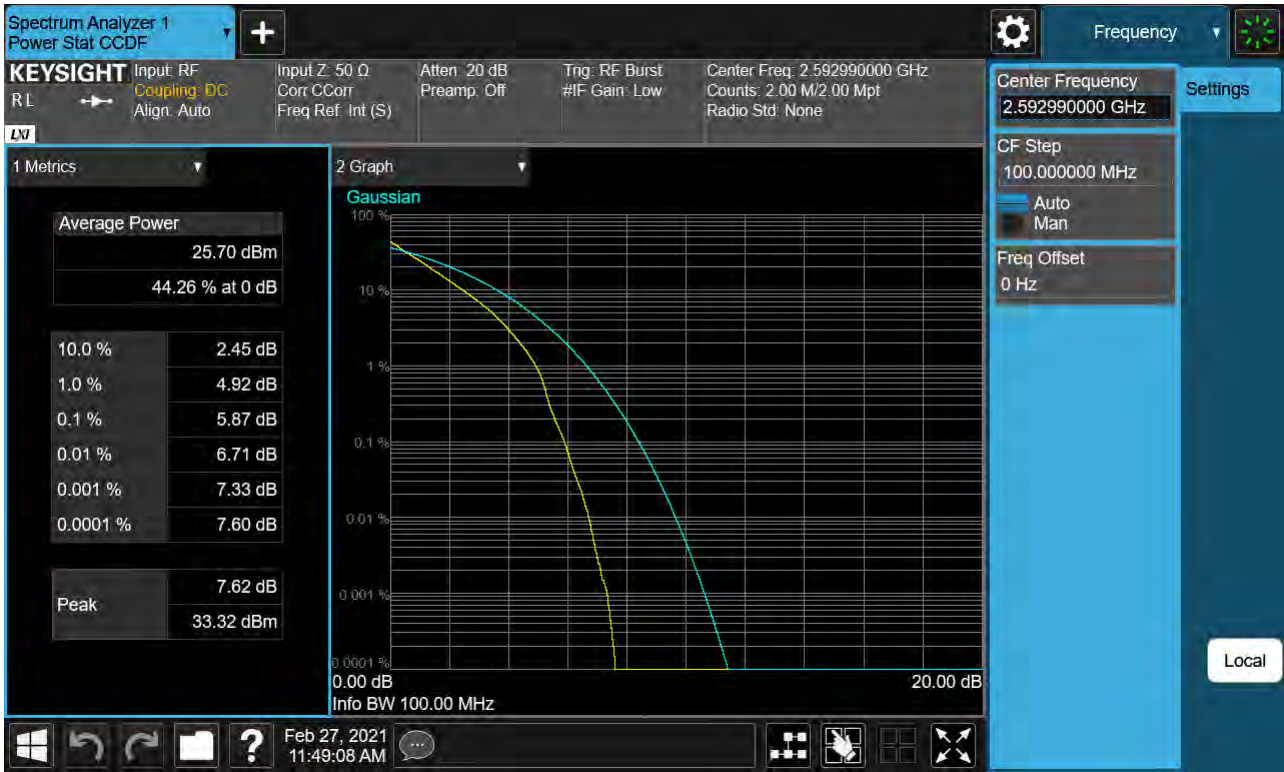 Spectrum Analyzer 1
Power Stat CCDF
+
Frequency
KEYSIGHT
RL
LXI
Input: RF
Coupling: DC
Align: Auto
Input Z: 50 Ω
Corr CCorr
Freq Ref: Int (S)
Atten: 20 dB
Preamp: Off
Trig: RF Burst
#IF Gain: Low
Center Freq: 2.592990000 GHz
Counts: 2.00 M/2.00 Mpt
Radio Std: None
1 Metrics
Average Power
25.70 dBm
44.26 % at 0 dB
10.0 % 2.45 dB
1.0 % 4.92 dB
0.1 % 5.87 dB
0.01 % 6.71 dB
0.001 % 7.33 dB
0.0001 % 7.60 dB
Peak
7.62 dB
33.32 dBm
2 Graph
Gaussian
100 %
10 %
1 %
0.1 %
0.01 %
0.001 %
0.0001 %
0.00 dB 20.00 dB
Info BW 100.00 MHz
Center Frequency
2.592990000 GHz
CF Step
100.000000 MHz
Auto
Man
Freq Offset
0 Hz
Settings
Local
?
Feb 27, 2021
11:49:08 AM